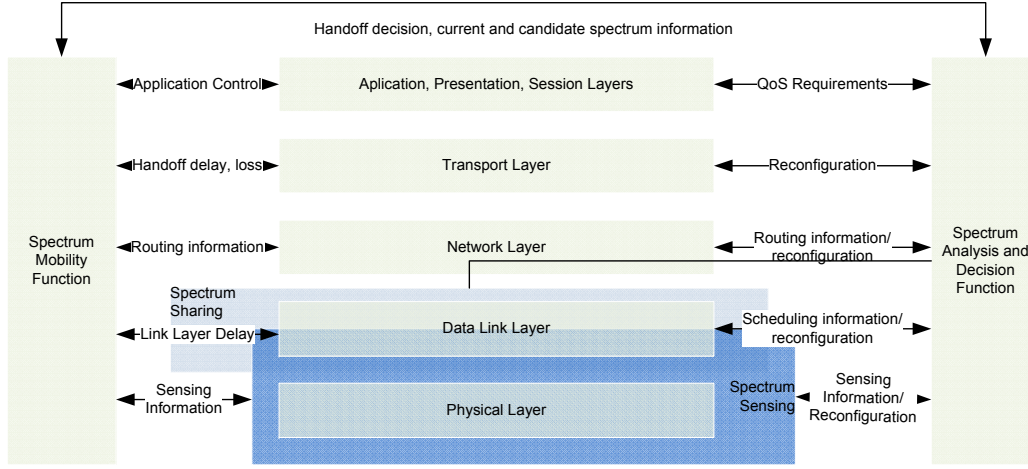 Handoff decision, current and candidate spectrum information
Application Control
Aplication, Presentation, Session Layers
QoS Requirements
Handoff delay, loss
Transport Layer
Reconfiguration
Spectrum
Mobility
Function
Routing information
Network Layer
Routing information/
reconfiguration
Spectrum
Analysis and
Decision
Function
Spectrum
Sharing
Link Layer Delay
Data Link Layer
Scheduling information/
reconfiguration
Sensing
Information
Physical Layer
Spectrum
Sensing
Sensing
Information/
Reconfiguration